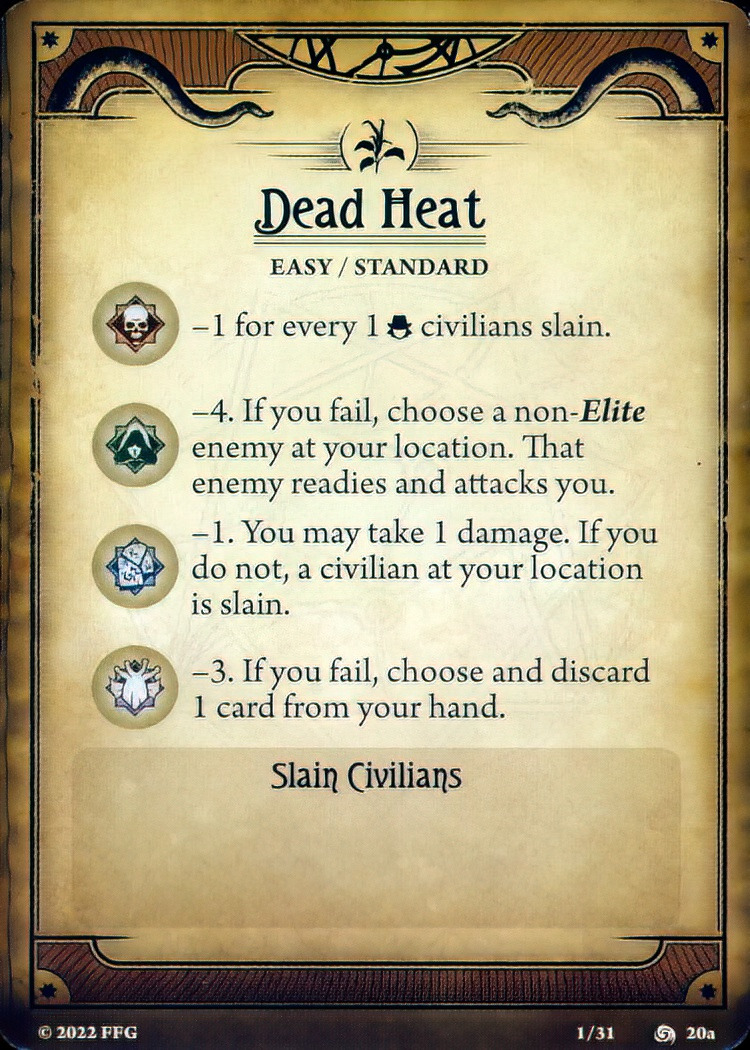 Dead Heat
EASY / STANDARD
–1 for every 1 civilians slain.
–4. If you fail, choose a non-Elite
enemy at your location. That
enemy readies and attacks you.
–1. You may take 1 damage. If you
do not, a civilian at your location
is slain.
–3. If you fail, choose and discard
1 card from your hand.
Slain Civilians
© 2022 FFG
1/31
20a